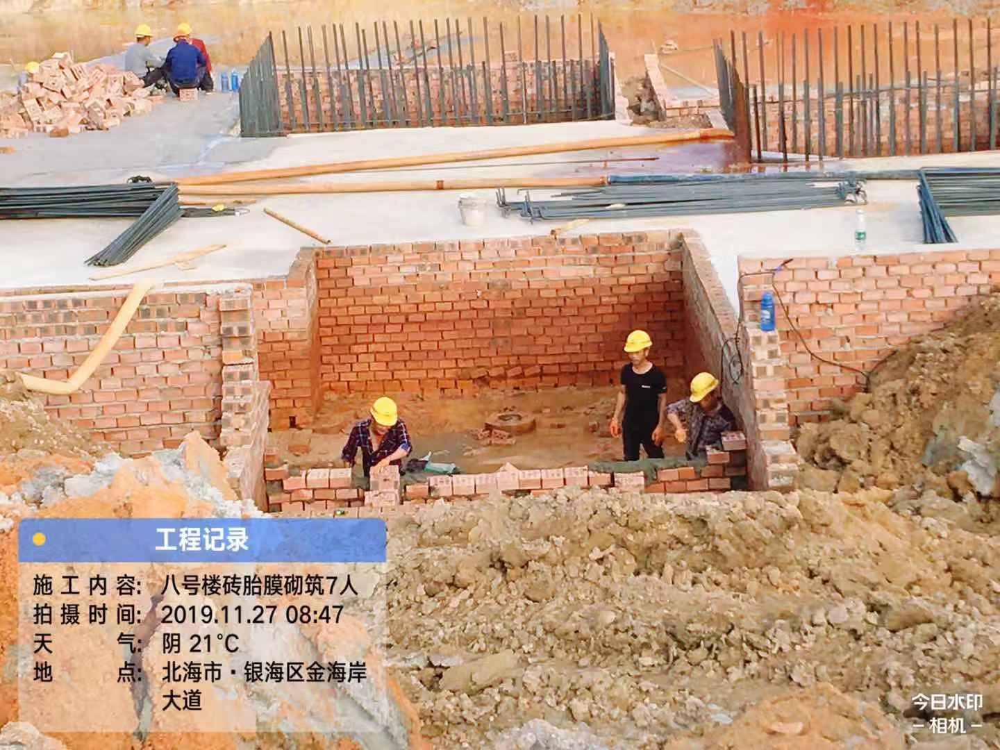 工程记录
施工内容: 八号楼砖胎膜砌筑7人
拍摄时间: 2019.11.27 08:47
天气: 阴 21°C
地点: 北海市·银海区金海岸
大道
今日水印
-相机-